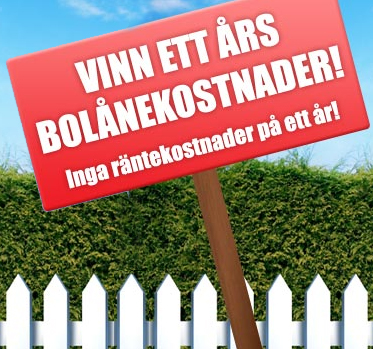 VINN ETT ÅRS
BOLÅNEKOSTNADER!
Inga räntekostnader på ett år!